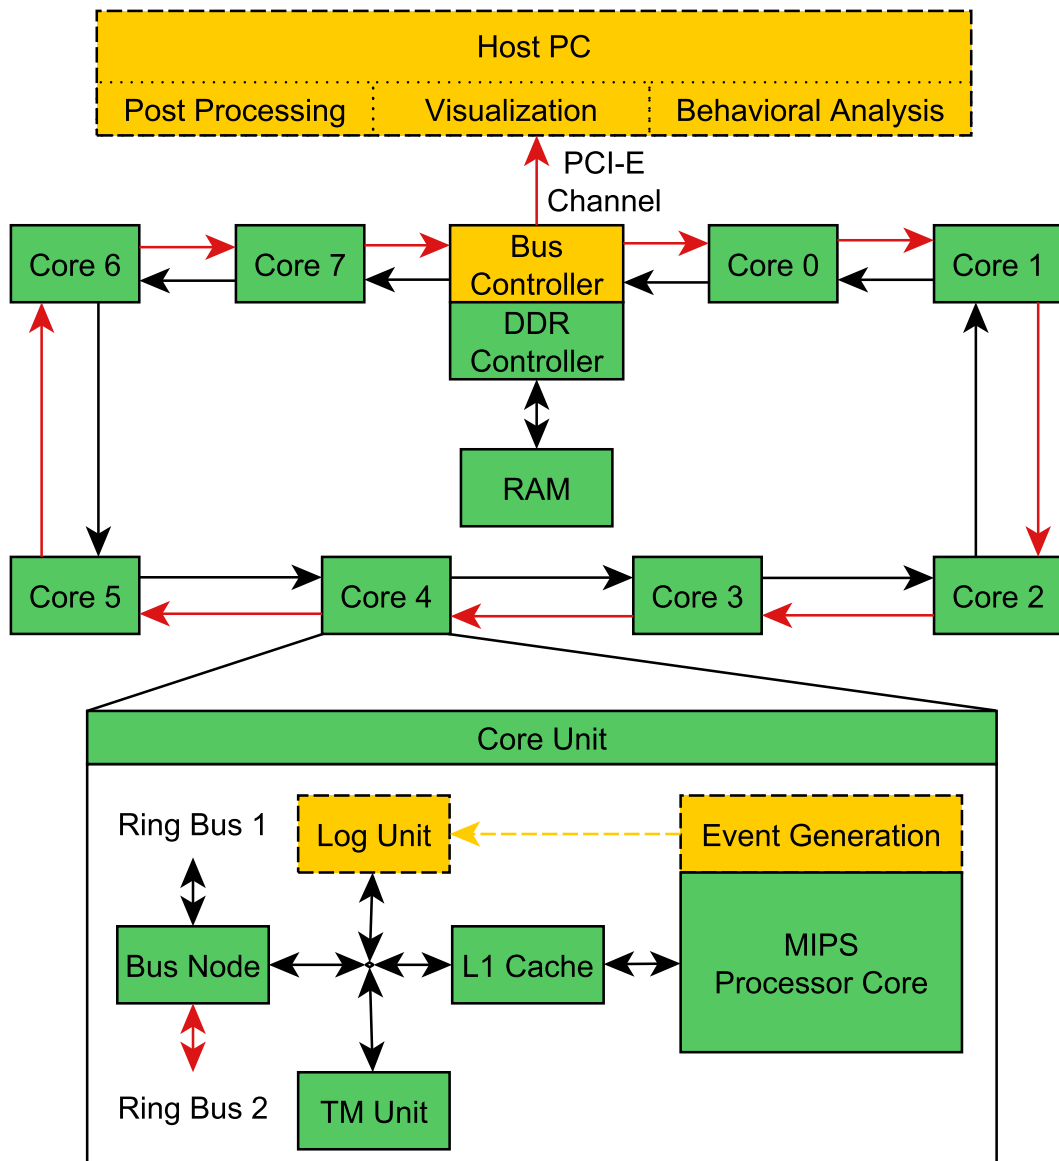 Host PC
Post Processing
Visualization
Behavioral Analysis
PCI-E
Channel
Core 6
Core 7
Bus
Controller
Core 0
Core 1
DDR
Controller
RAM
Core 5
Core 4
Core 3
Core 2
Core Unit
Ring Bus 1
Log Unit
Event Generation
Bus Node
L1 Cache
MIPS
Processor Core
Ring Bus 2
TM Unit